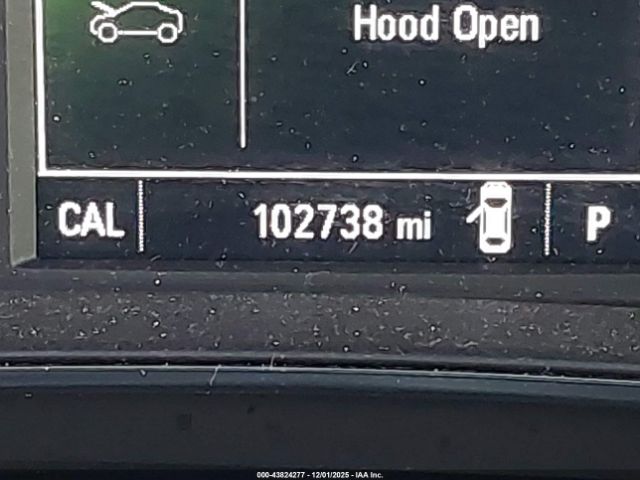 Hood Open
CAL 102738 mi P
000-43824277 - 12/01/2025 - IAA Inc.